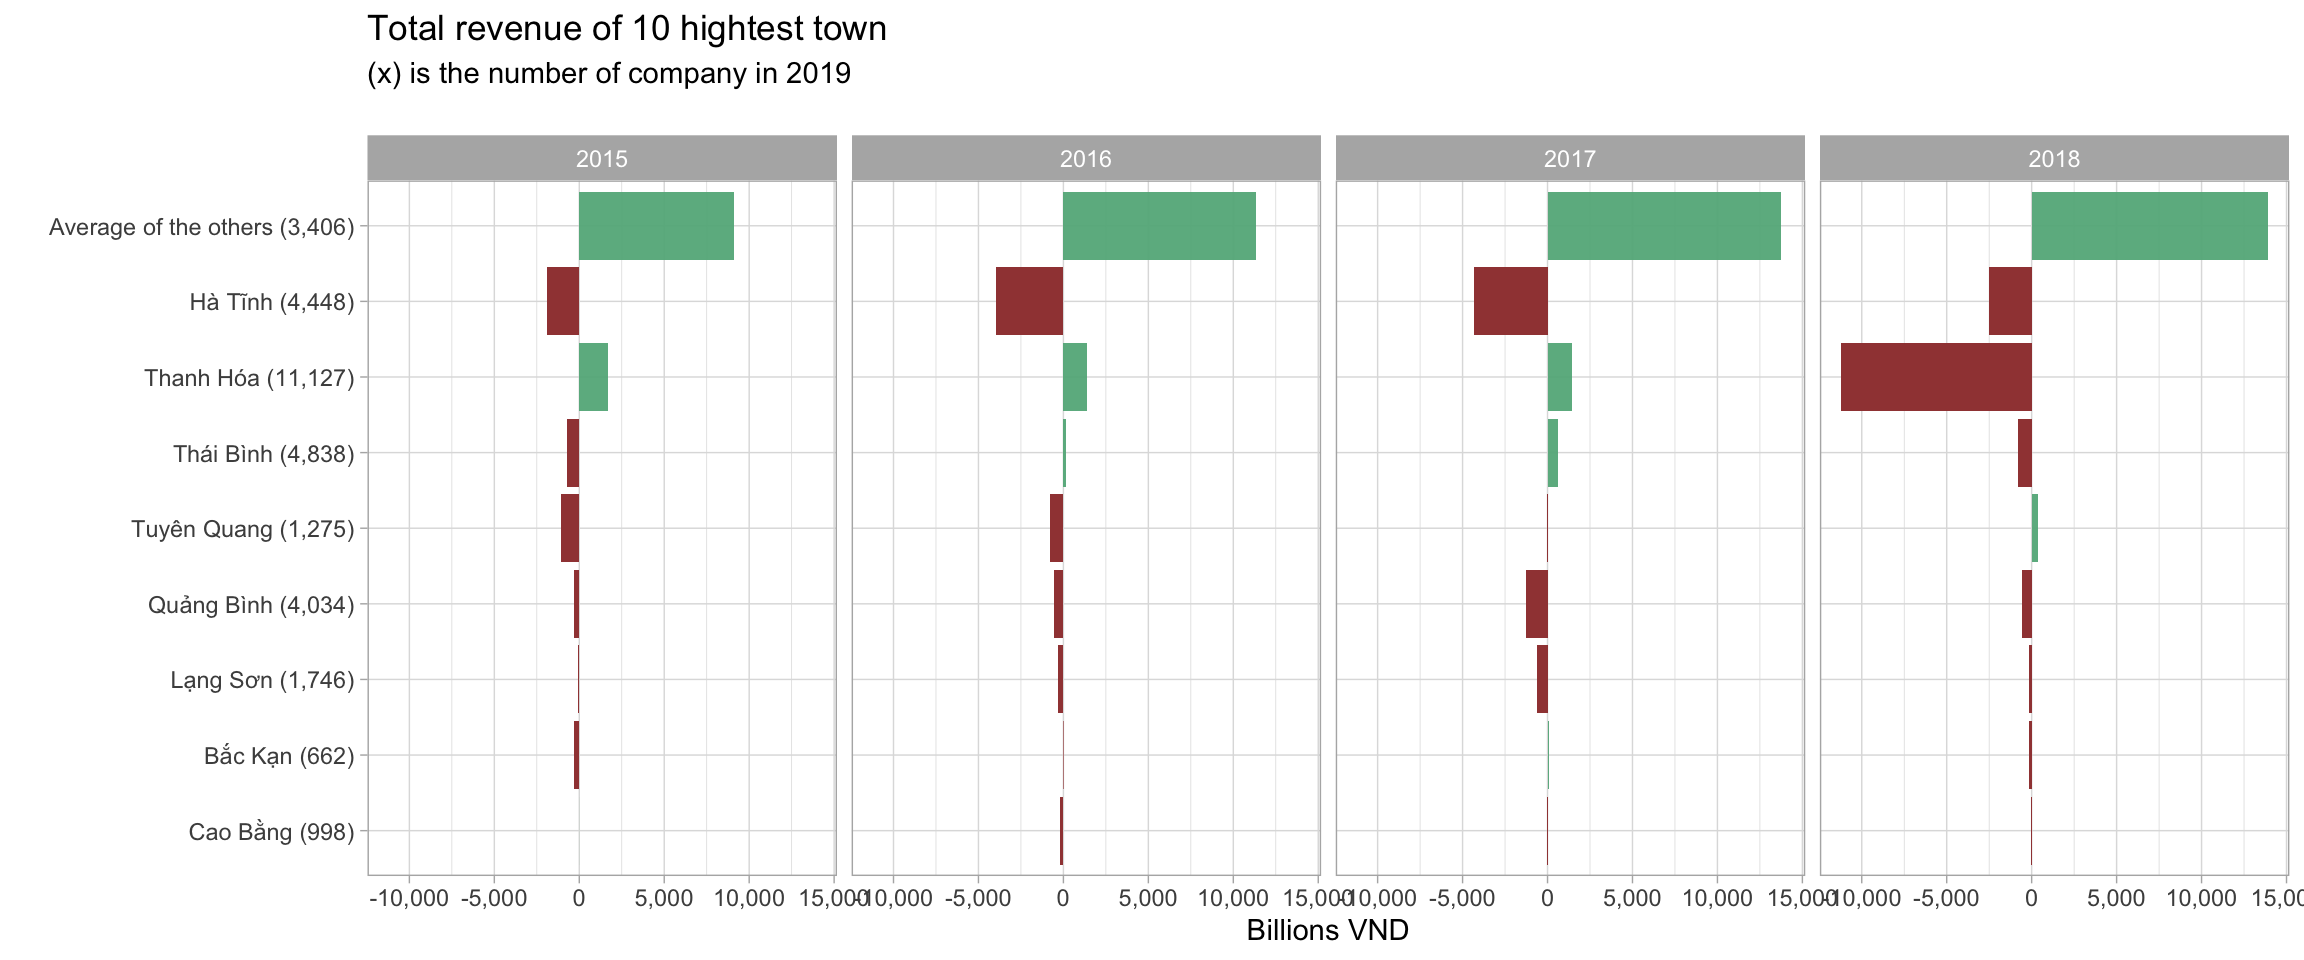 Total revenue of 10 hightest town
(x) is the number of company in 2019
2015 2016 2017 2018
Average of the others (3,406)
Hà Tĩnh (4,448)
Thanh Hóa (11,127)
Thái Bình (4,838)
Tuyên Quang (1,275)
Quảng Bình (4,034)
Lạng Sơn (1,746)
Bắc Kạn (662)
Cao Bằng (998)
-10,000 -5,000 0 5,000 10,000 15,000 -10,000 -5,000 0 5,000 10,000 15,000 -10,000 -5,000 0 5,000 10,000 15,000 -10,000 -5,000 0 5,000 10,000 15,00
Billions VND